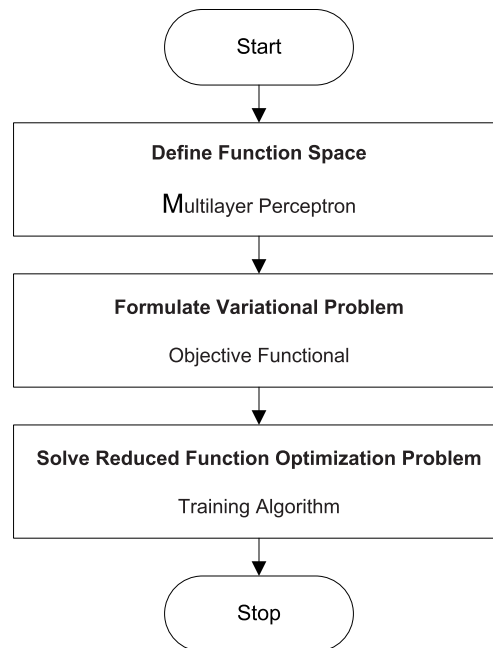 Start
Define Function Space
Multilayer Perceptron
Formulate Variational Problem
Objective Functional
Solve Reduced Function Optimization Problem
Training Algorithm
Stop